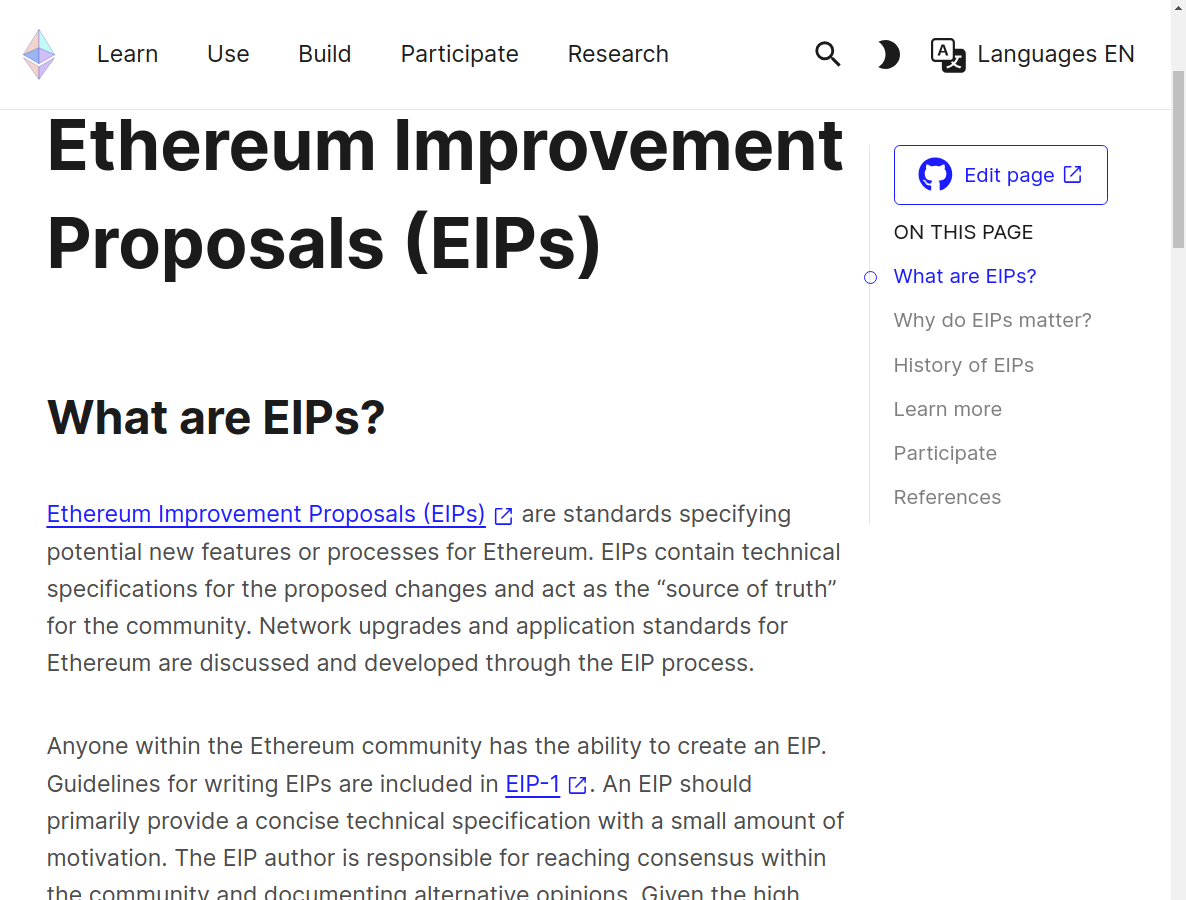 Learn Use Build Participate Research Languages EN
Ethereum Improvement
Proposals (EIPs)
Edit page
ON THIS PAGE
What are EIPs?
Why do EIPs matter?
History of EIPs
Learn more
Participate
References
What are EIPs?
Ethereum Improvement Proposals (EIPs) are standards specifying
potential new features or processes for Ethereum. EIPs contain technical
specifications for the proposed changes and act as the “source of truth”
for the community. Network upgrades and application standards for
Ethereum are discussed and developed through the EIP process.
Anyone within the Ethereum community has the ability to create an EIP.
Guidelines for writing EIPs are included in EIP-1. An EIP should
primarily provide a concise technical specification with a small amount of
motivation. The EIP author is responsible for reaching consensus within
the community and documenting alternative opinions. Given the high